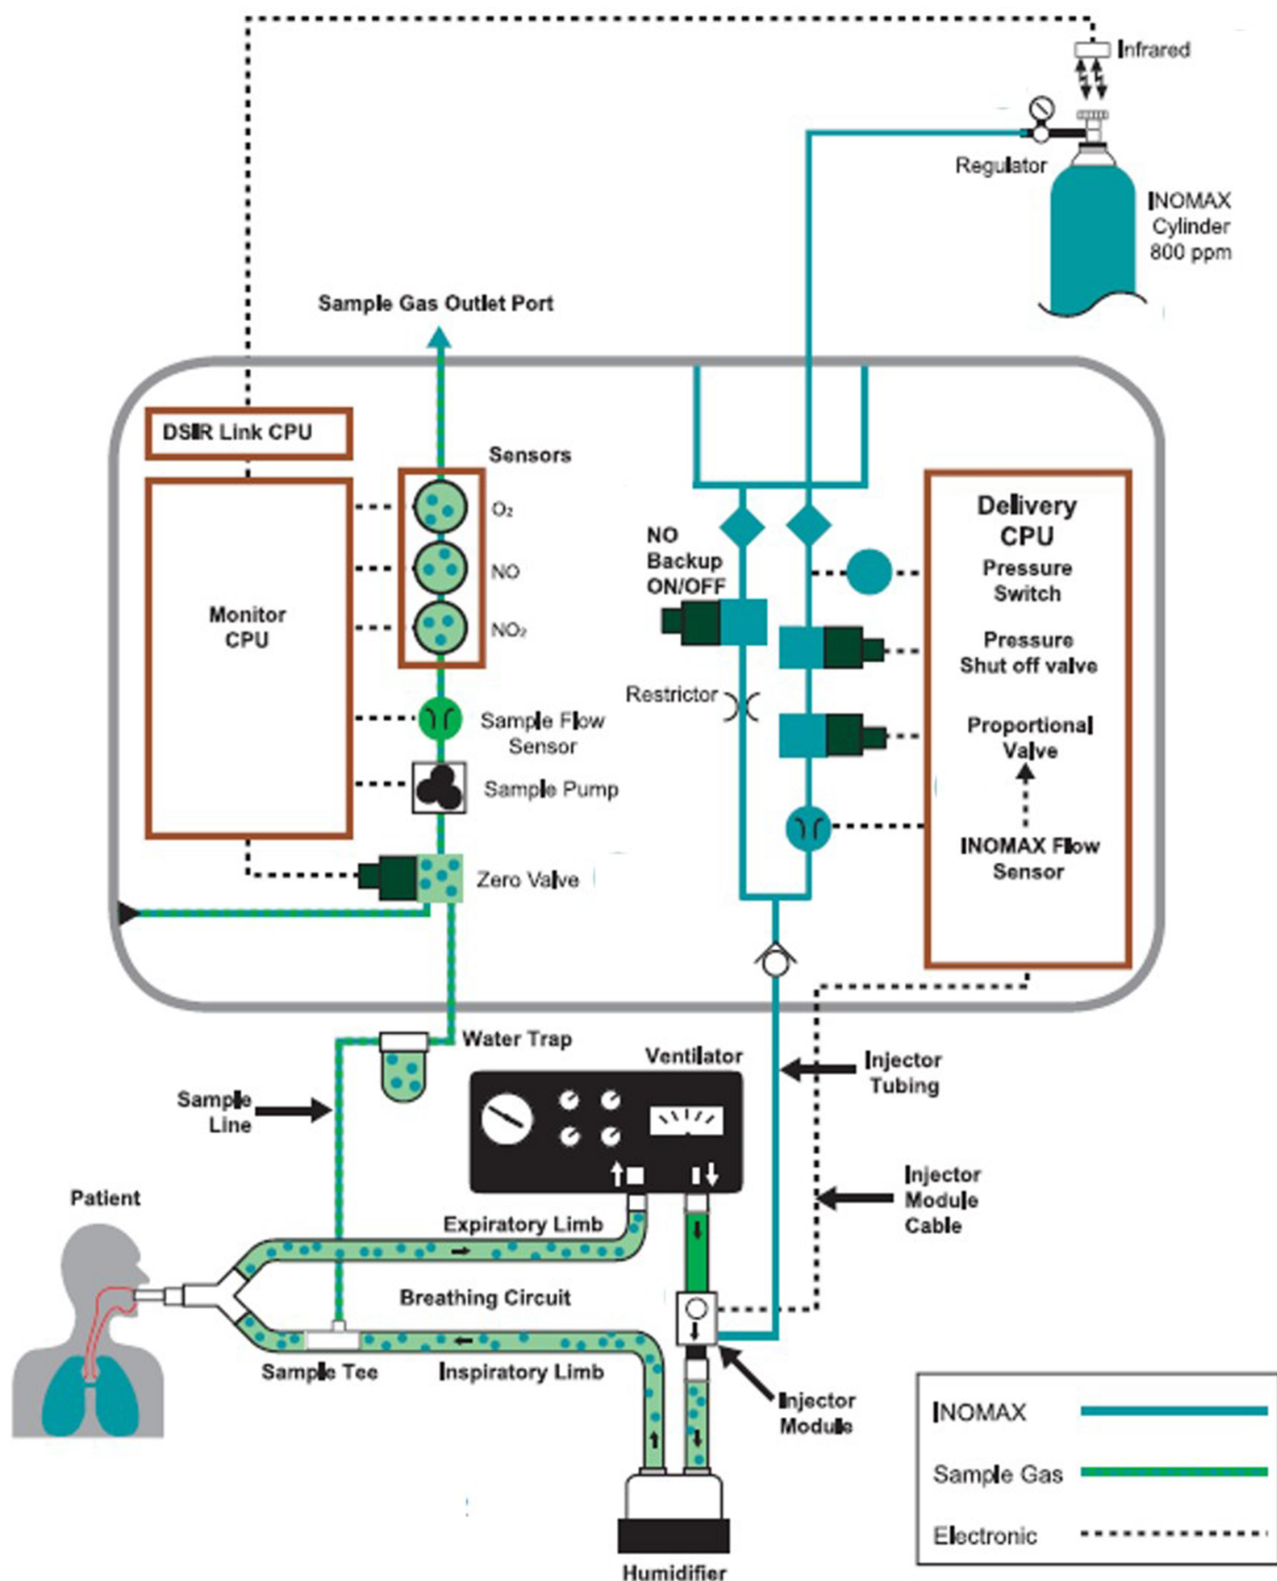 Infrared
Regulator
INOMAX
Cylinder
800 ppm
Sample Gas Outlet Port
DSIR Link CPU
Sensors
O₂
NO
NO₂
Monitor
CPU
Sample Flow
Sensor
Sample Pump
Zero Valve
NO
Backup
ON/OFF
Restrictor
Delivery
CPU
Pressure
Switch
Pressure
Shut off valve
Proportional
Valve
INOMAX Flow
Sensor
Water Trap
Sample
Line
Ventilator
Injector
Tubing
Injector
Module
Cable
Patient
Expiratory Limb
Breathing Circuit
Sample Tee
Inspiratory Limb
Injector
Module
Humidifier
INOMAX
Sample Gas
Electronic